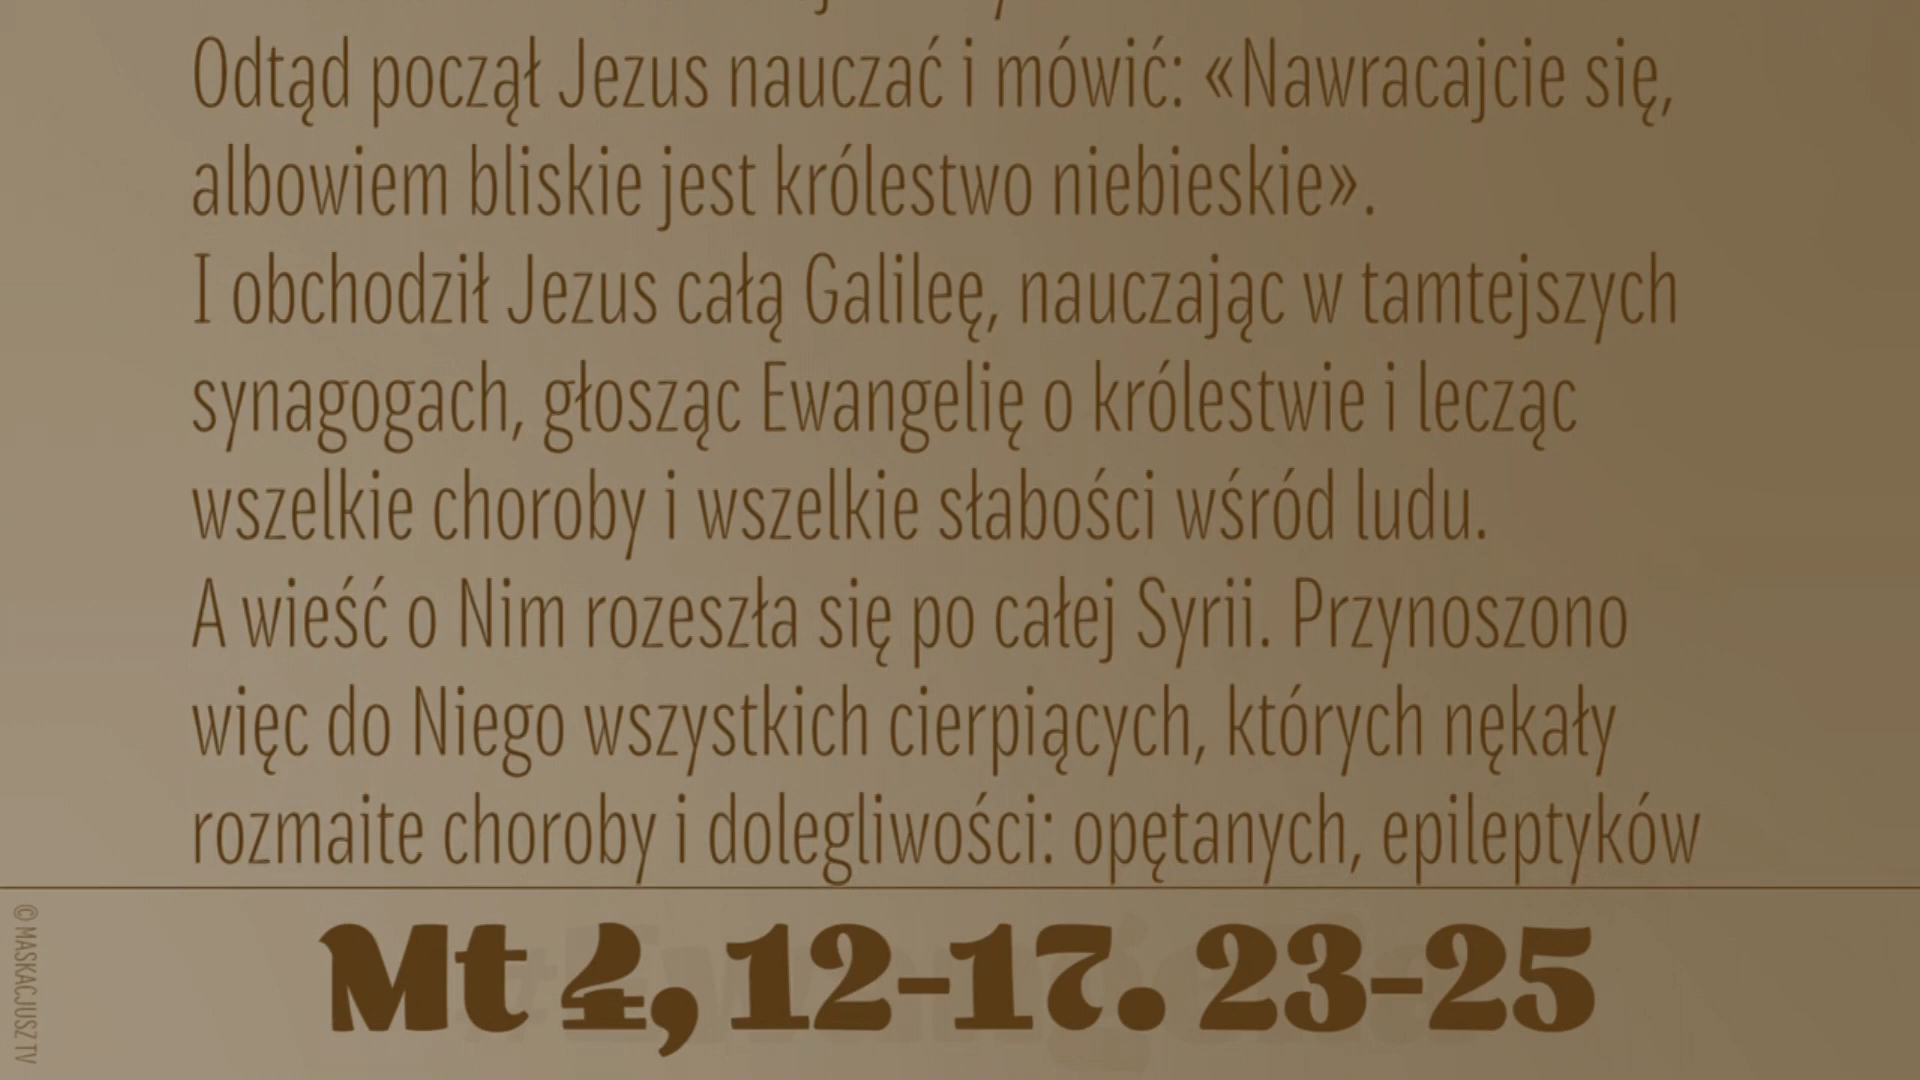 Odtąd począł Jezus nauczać i mówić: «Nawracajcie się,
albowiem bliskie jest królestwo niebieskie».
I obchodził Jezus całą Galileę, nauczając w tamtejszych
synagogach, głosząc Ewangelię o królestwie i lecząc
wszelkie choroby i wszelkie słabości wśród ludu.
A wieść o Nim rozeszła się po całej Syrii. Przynoszono
więc do Niego wszystkich cierpiących, których nękały
rozmaite choroby i dolegliwości: opętanych, epileptyków
Mt 4, 12-17. 23-25
© MASKACJUSZ TV